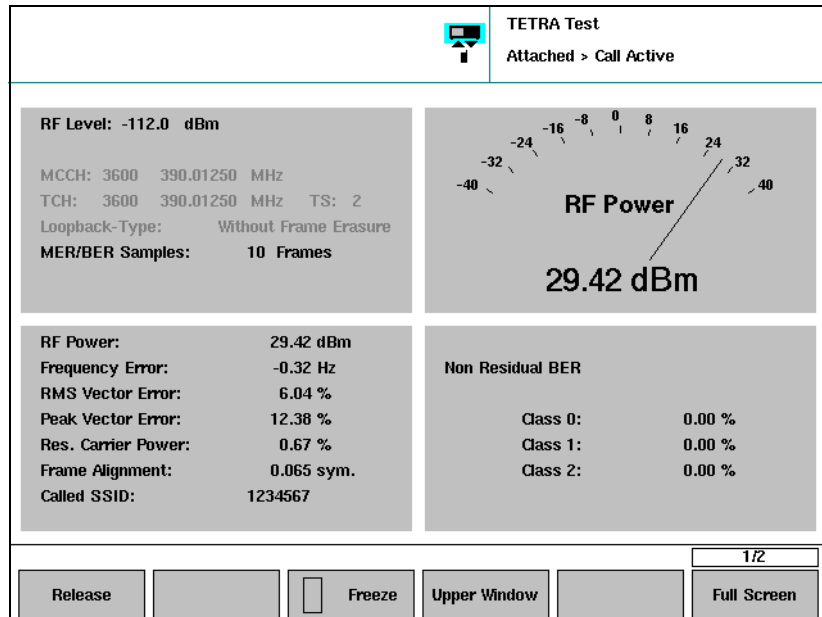 TETRA Test
Attached > Call Active
RF Level: -112.0 dBm
MCCH: 3600 390.01250 MHz
TCH: 3600 390.01250 MHz TS: 2
Loopback-Type: Without Frame Erasure
MER/BER Samples: 10 Frames
-40 -32 -24 -16 -8 0 8 16 24 32 40
RF Power
29.42 dBm
RF Power: 29.42 dBm
Frequency Error: -0.32 Hz
RMS Vector Error: 6.04 %
Peak Vector Error: 12.38 %
Res. Carrier Power: 0.67 %
Frame Alignment: 0.065 sym.
Called SSID: 1234567
Non Residual BER
Class 0: 0.00 %
Class 1: 0.00 %
Class 2: 0.00 %
1/2
Release Freeze Upper Window Full Screen